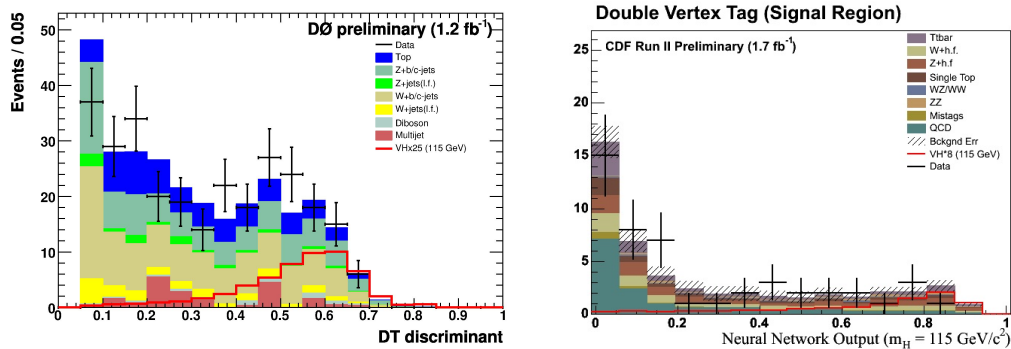 DØ preliminary (1.2 fb⁻¹)
Events / 0.05
50
40
30
20
10
0
Data
Top
Z+b/c-jets
Z+jets(l.f.)
W+b/c-jets
W+jets(l.f.)
Diboson
Multijet
VHx25 (115 GeV)
0 0.1 0.2 0.3 0.4 0.5 0.6 0.7 0.8 0.9 1
DT discriminant
Double Vertex Tag (Signal Region)
CDF Run II Preliminary (1.7 fb⁻¹)
25
20
15
10
5
0
Ttbar
W+h.f.
Z+h.f
Single Top
WZ/WW
ZZ
Mistags
QCD
Bckgnd Err
VH*8 (115 GeV)
Data
0 0.2 0.4 0.6 0.8 1
Neural Network Output (m_H = 115 GeV/c²)